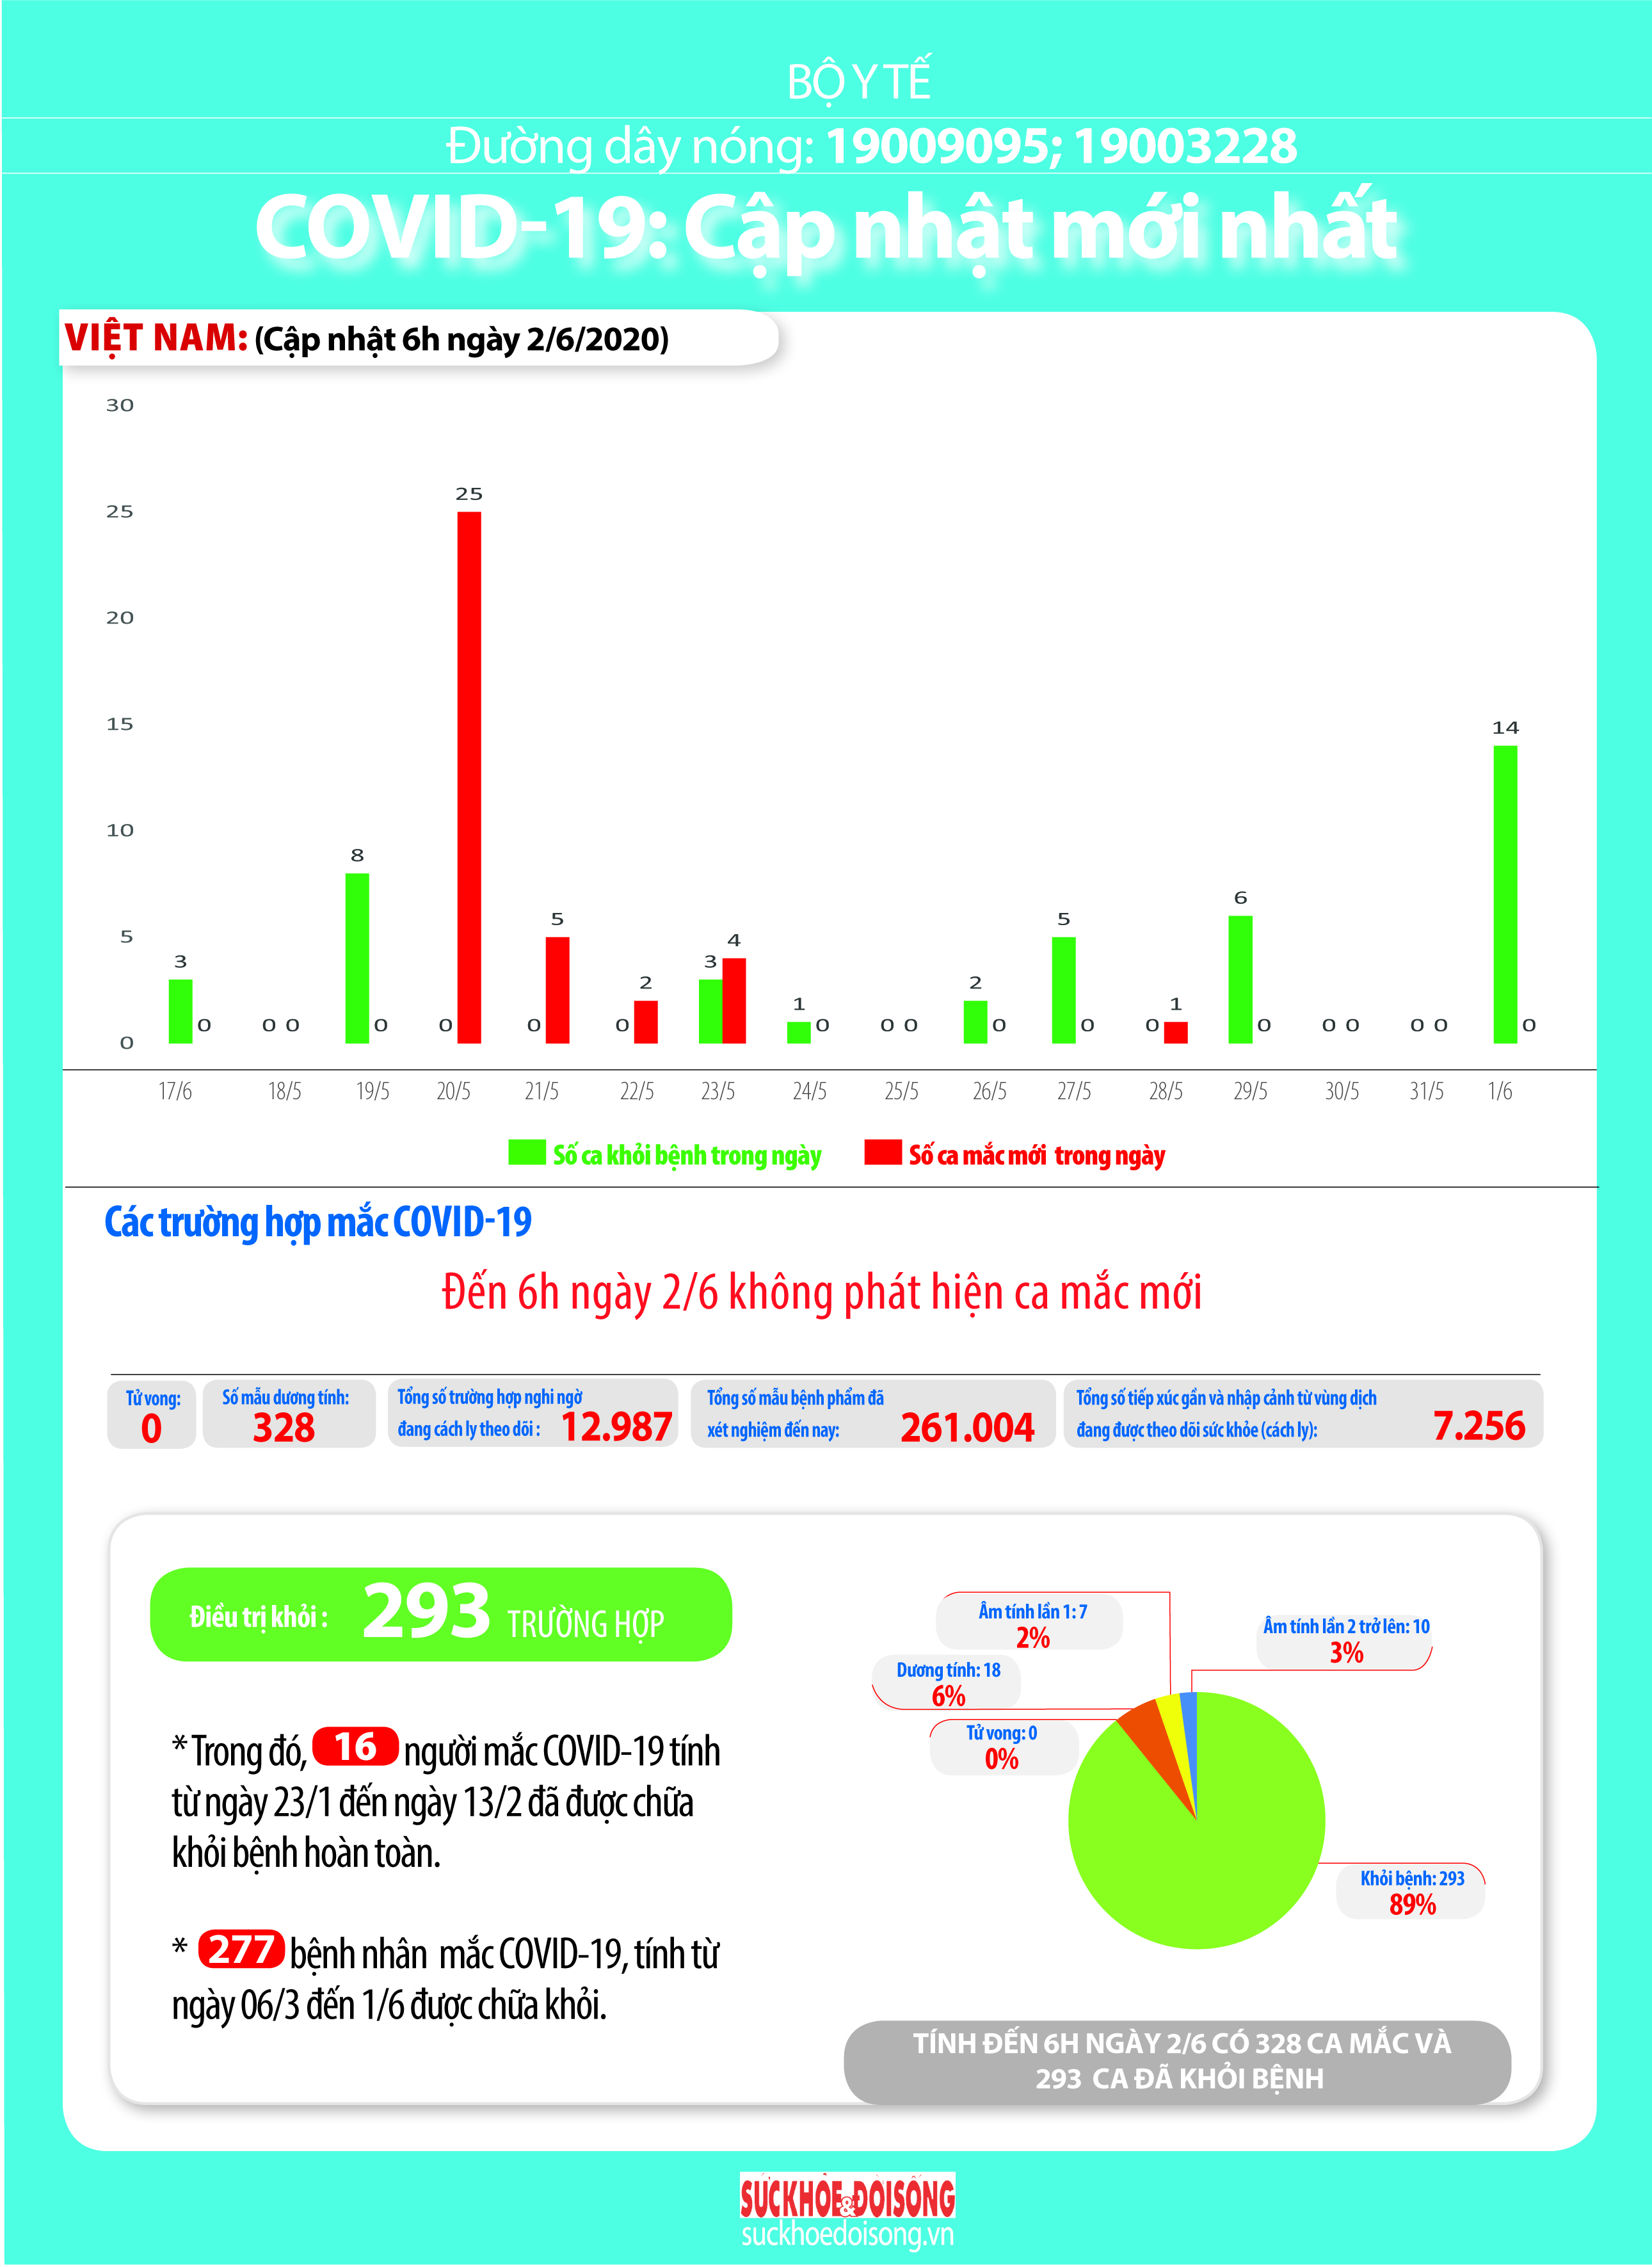 BỘ Y TẾ
Đường dây nóng: 19009095; 19003228
COVID-19: Cập nhật mới nhất
VIỆT NAM: (Cập nhật 6h ngày 2/6/2020)
30
25
20
15
10
5
0
3 0 0 0 8 0 0 25 0 5 0 2 3 4 1 0 0 0 2 0 5 0 0 1 6 0 0 0 0 0 14 0
17/6 18/5 19/5 20/5 21/5 22/5 23/5 24/5 25/5 26/5 27/5 28/5 29/5 30/5 31/5 1/6
Số ca khỏi bệnh trong ngày Số ca mắc mới trong ngày
Các trường hợp mắc COVID-19
Đến 6h ngày 2/6 không phát hiện ca mắc mới
Tử vong:
0
Số mẫu dương tính:
328
Tổng số trường hợp nghi ngờ
đang cách ly theo dõi : 12.987
Tổng số mẫu bệnh phẩm đã
xét nghiệm đến nay: 261.004
Tổng số tiếp xúc gần và nhập cảnh từ vùng dịch
đang được theo dõi sức khỏe (cách ly): 7.256
Điều trị khỏi : 293 TRƯỜNG HỢP
* Trong đó, 16 người mắc COVID-19 tính
từ ngày 23/1 đến ngày 13/2 đã được chữa
khỏi bệnh hoàn toàn.
* 277 bệnh nhân mắc COVID-19, tính từ
ngày 06/3 đến 1/6 được chữa khỏi.
Âm tính lần 1: 7
2%
Âm tính lần 2 trở lên: 10
3%
Dương tính: 18
6%
Tử vong: 0
0%
Khỏi bệnh: 293
89%
TÍNH ĐẾN 6H NGÀY 2/6 CÓ 328 CA MẮC VÀ
293 CA ĐÃ KHỎI BỆNH
SỨCKHỎE&ĐỜISỐNG
suckhoedoisong.vn